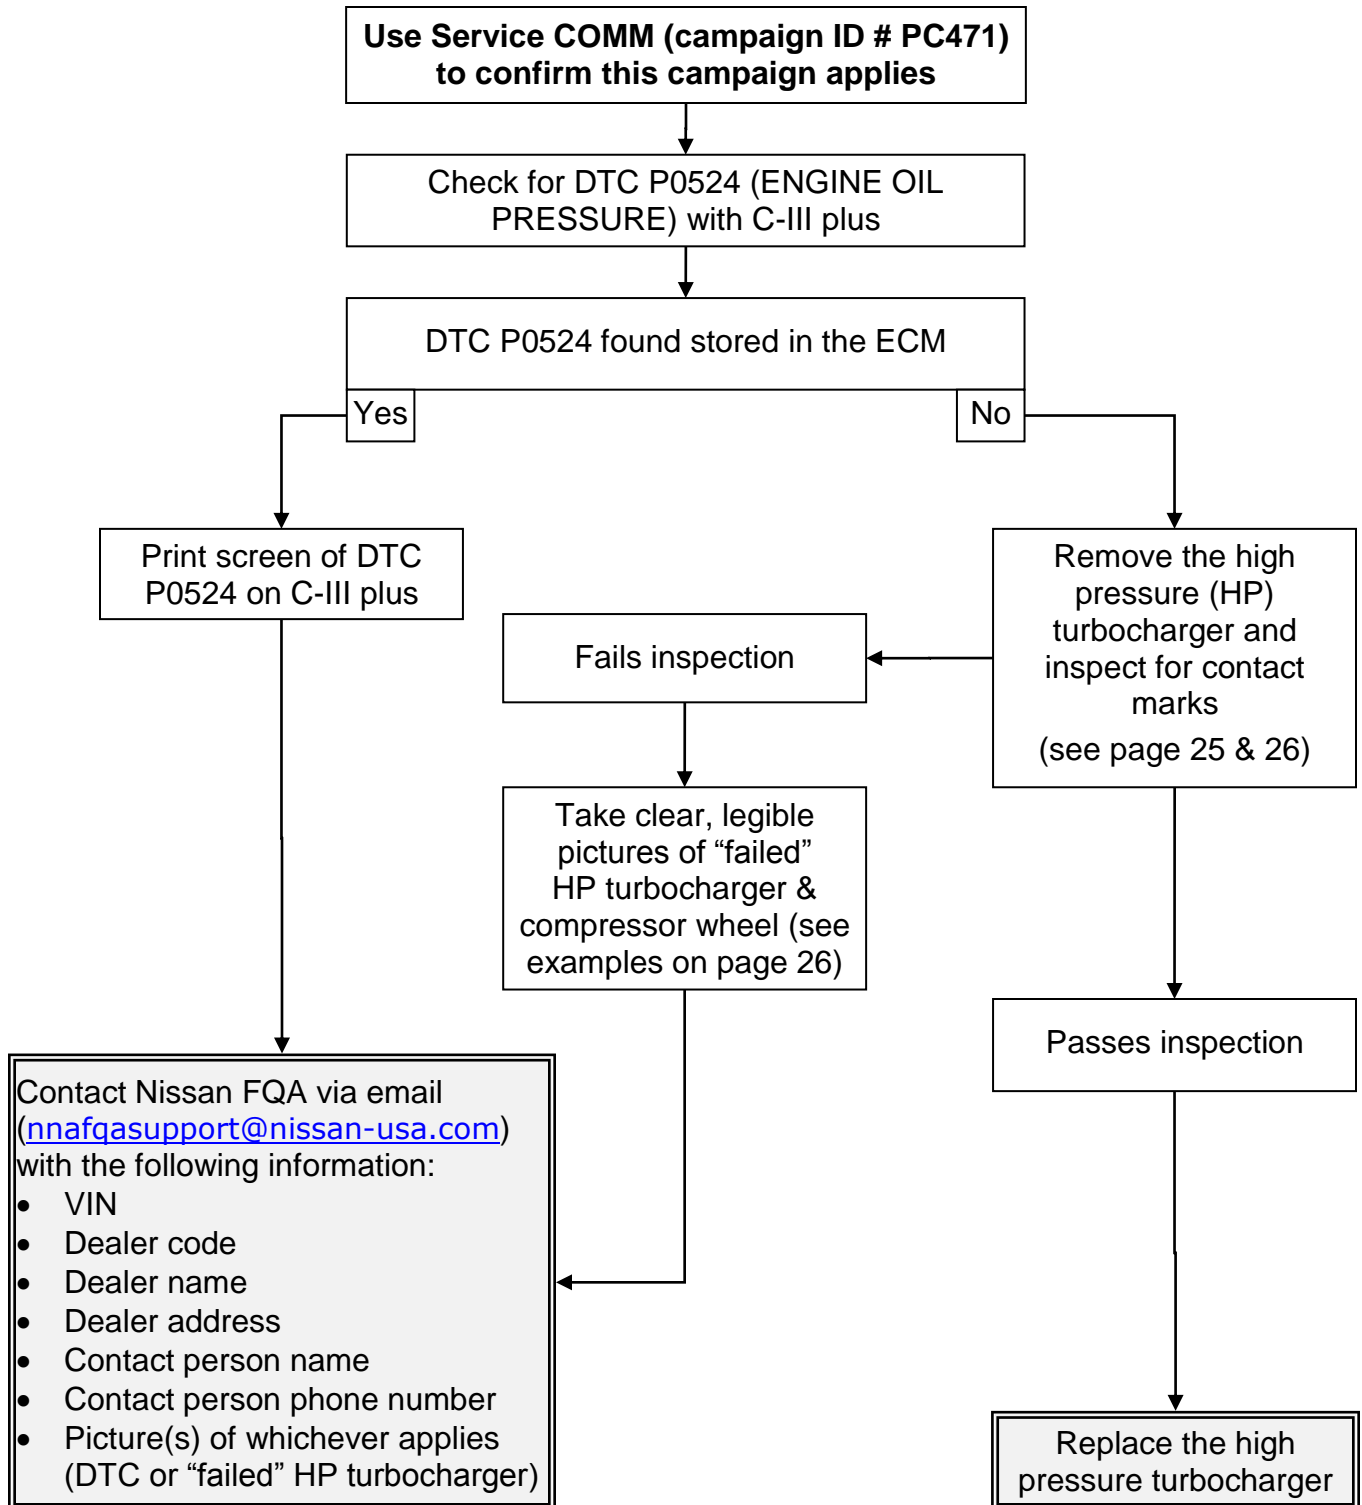 Use Service COMM (campaign ID # PC471)
to confirm this campaign applies
Check for DTC P0524 (ENGINE OIL
PRESSURE) with C-III plus
DTC P0524 found stored in the ECM
Yes
No
Print screen of DTC
P0524 on C-III plus
Remove the high
pressure (HP)
turbocharger and
inspect for contact
marks
(see page 25 & 26)
Fails inspection
Take clear, legible
pictures of “failed”
HP turbocharger &
compressor wheel (see
examples on page 26)
Passes inspection
Contact Nissan FQA via email
(nnafqasupport@nissan-usa.com)
with the following information:
• VIN
• Dealer code
• Dealer name
• Dealer address
• Contact person name
• Contact person phone number
• Picture(s) of whichever applies
(DTC or “failed” HP turbocharger)
Replace the high
pressure turbocharger